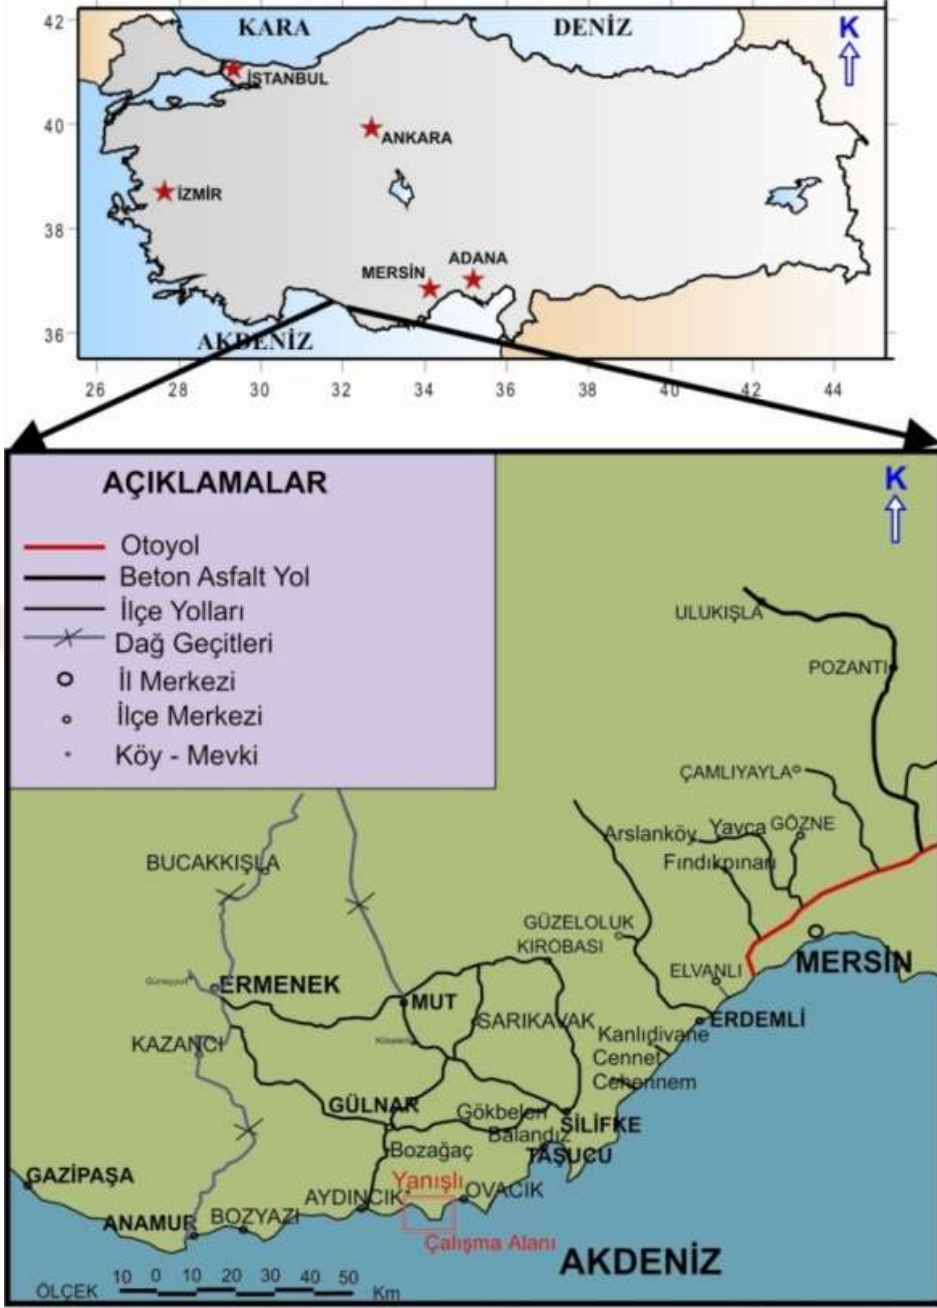 42
KARA DENİZ
K
İSTANBUL
40
ANKARA
İZMİR
38
ADANA
MERSİN
36
AKDENİZ
26 28 30 32 34 36 38 40 42 44
AÇIKLAMALAR
K
Otoyol
Beton Asfalt Yol
İlçe Yolları
Dağ Geçitleri
İl Merkezi
İlçe Merkezi
Köy - Mevki
ULUKIŞLA
POZANTI
ÇAMLIYAYLA
Arslanköy Yavca GÖZNE
Fındıkpınarı
BUCAKKIŞLA
GÜZELOLUK
KIROBASI
MERSİN
ELVANLI
ERMENEK
MUT
SARIKAVAK
ERDEMLİ
Kanlıdivane
KAZANCI
Cennet
Cehennem
GÜLNAR
Gökbelen
SİLİFKE
Balandız
Bozağaç
TAŞUCU
GAZİPAŞA
Yanışlı
AYDINCIK
OVACIK
ANAMUR
BOZYAZI
Çalışma Alanı
AKDENİZ
ÖLÇEK 10 0 10 20 30 50 Km